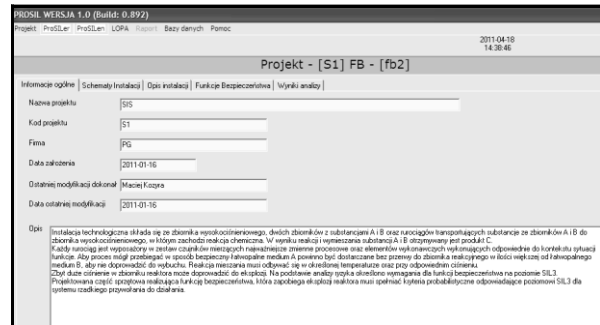 PROSIL WERSJA 1.0 (Build: 0.892)
Projekt ProSILer ProSILen LOPA Raport Bazy danych Pomoc
2011-04-18
14:38:46
Projekt - [S1] FB - [fb2]
Informacje ogólne Schematy Instalacji Opis instalacji Funkcje Bezpieczeństwa Wyniki analizy
Nazwa projektu SIS
Kod projektu S1
Firma PG
Data założenia 2011-01-16
Ostatniej modyfikacji dokonał Maciej Kozyra
Data ostatniej modyfikacji 2011-01-16
Opis Instalacja technologiczna składa się ze zbiornika wysokociśnieniowego, dwóch zbiorników z substancjami A i B oraz rurociągów transportujących substancje ze zbiorników A i B do
zbiornika wysokociśnieniowego, w którym zachodzi reakcja chemiczna. W wyniku reakcji i wymieszania substancji A i B otrzymywany jest produkt C.
Każdy rurociąg jest wyposażony w zestaw czujników mierzących najważniejsze zmienne procesowe oraz elementów wykonawczych wykonujących odpowiednie do kontekstu sytuacji
funkcje. Aby proces mógł przebiegać w sposób bezpieczny łatwopalne medium A powinno być dostarczane bez przerwy do zbiornika reakcyjnego w ilości większej od łatwopalnego
medium B, aby nie doprowadzić do wybuchu. Reakcja mieszania musi odbywać się w określonej temperaturze oraz przy odpowiednim ciśnieniu.
Zbyt duże ciśnienie w zbiorniku reaktora może doprowadzić do eksplozji. Na podstawie analizy ryzyka określono wymagania dla funkcji bezpieczeństwa na poziomie SIL3.
Projektowana część sprzętowa realizująca funkcję bezpieczeństwa, która zapobiega eksplozji reaktora musi spełniać kryteria probabilistyczne odpowiadające poziomowi SIL3 dla
systemu rzadkiego przywołania do działania.